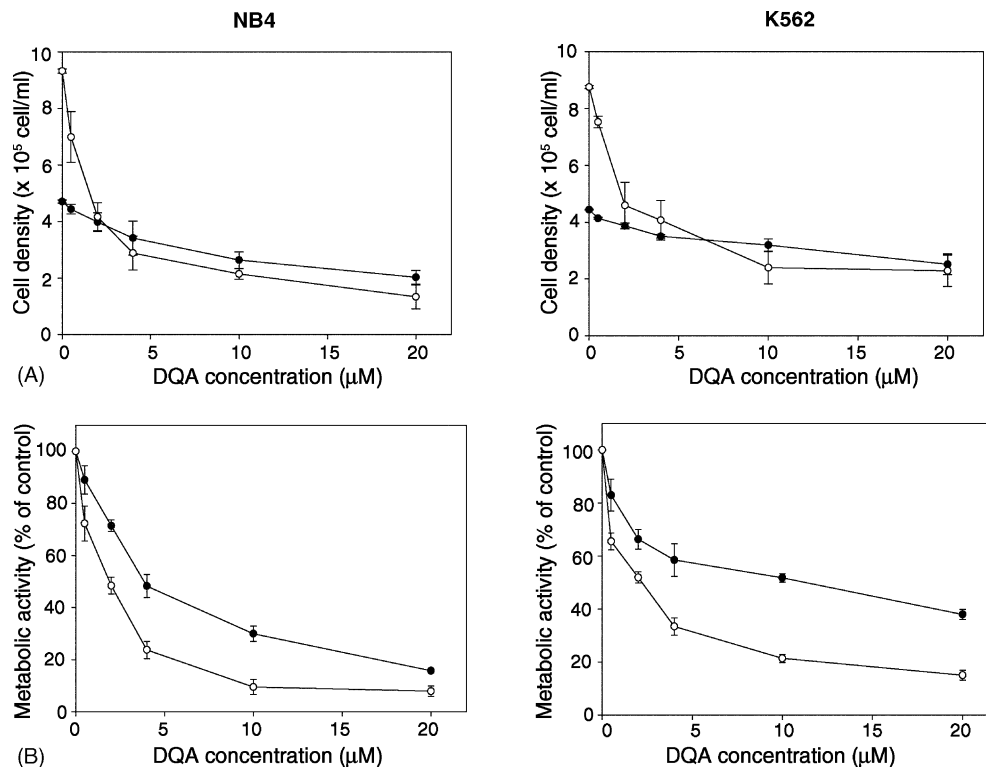 NB4
K562
Cell density (x 10⁵ cell/ml)
10
8
6
4
2
0
0 5 10 15 20
DQA concentration (µM)
(A)
Cell density (x 10⁵ cell/ml)
10
8
6
4
2
0
0 5 10 15 20
DQA concentration (µM)
Metabolic activity (% of control)
100
80
60
40
20
0
0 5 10 15 20
DQA concentration (µM)
(B)
Metabolic activity (% of control)
100
80
60
40
20
0
0 5 10 15 20
DQA concentration (µM)